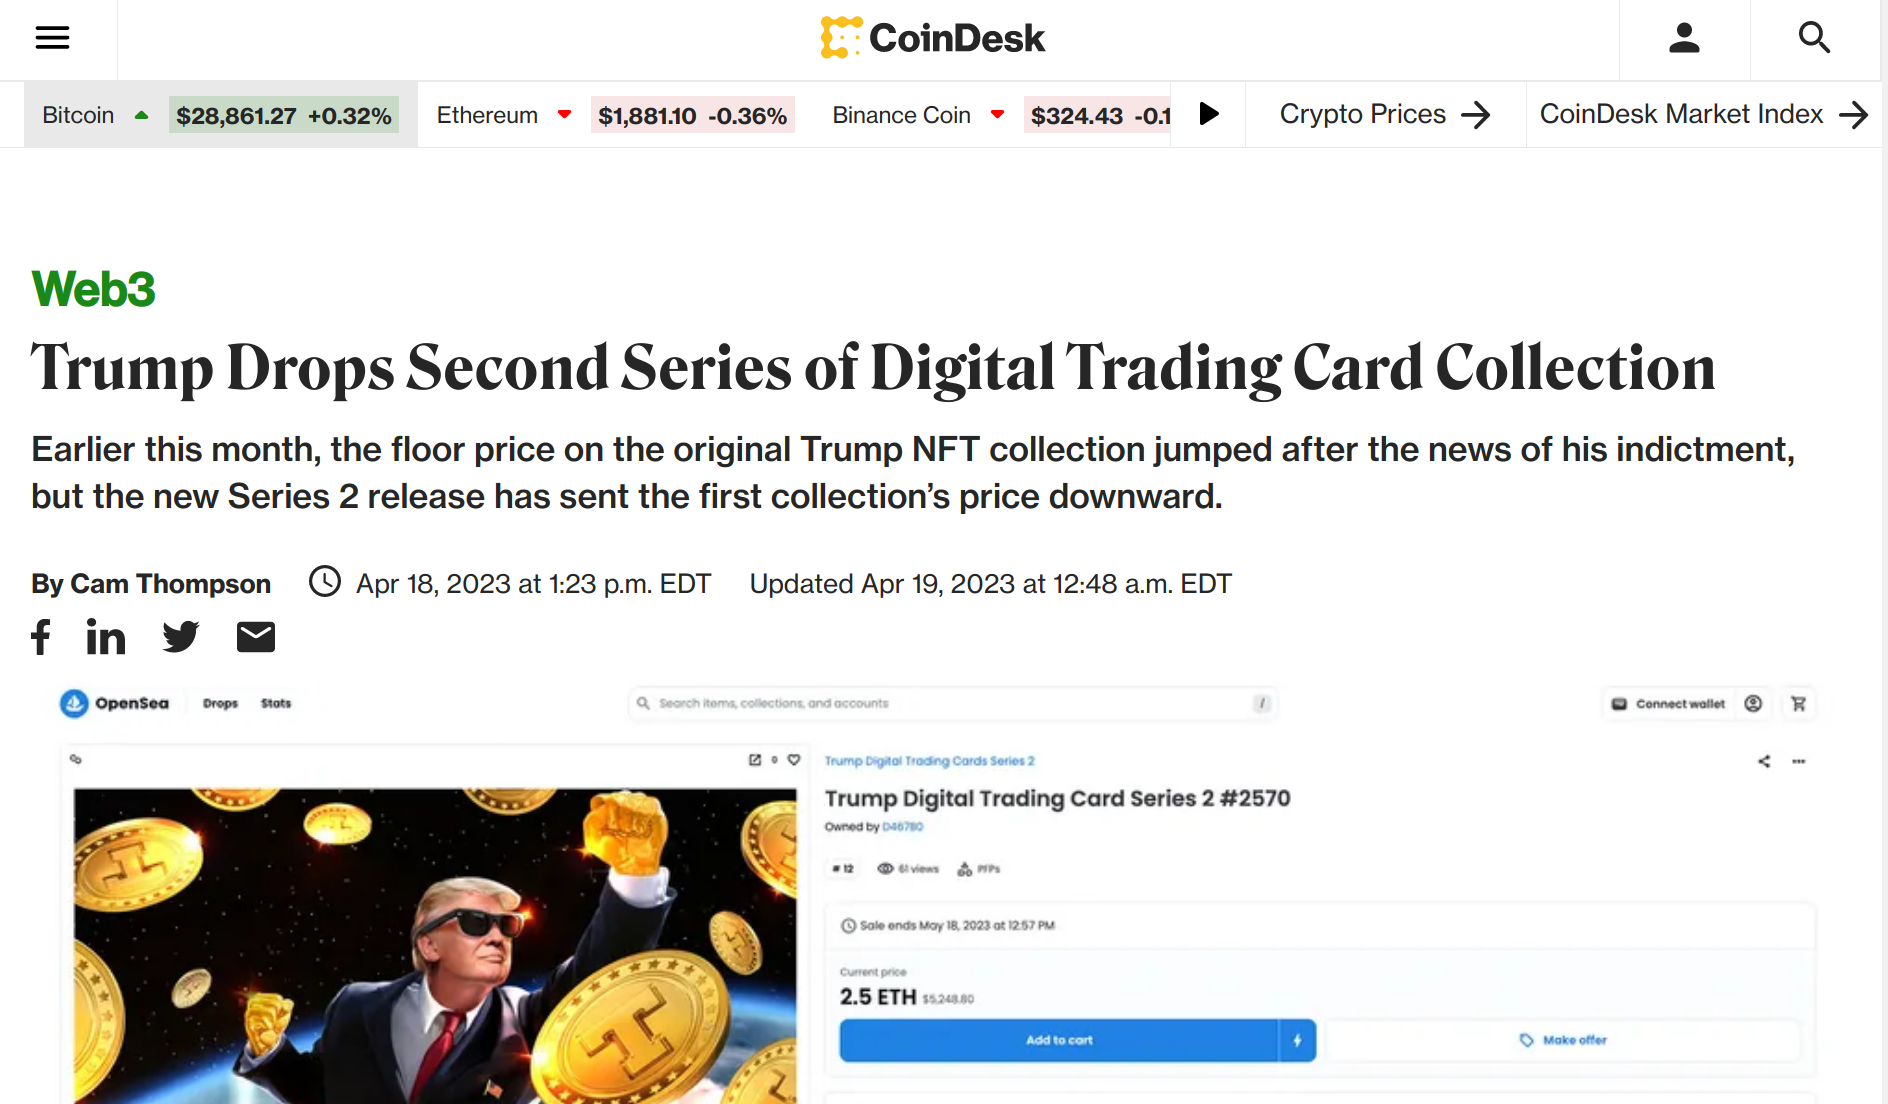 CoinDesk
Bitcoin $28,861.27 +0.32% Ethereum $1,881.10 -0.36% Binance Coin $324.43 -0.1 Crypto Prices CoinDesk Market Index
Web3
Trump Drops Second Series of Digital Trading Card Collection
Earlier this month, the floor price on the original Trump NFT collection jumped after the news of his indictment,
but the new Series 2 release has sent the first collection’s price downward.
By Cam Thompson Apr 18, 2023 at 1:23 p.m. EDT Updated Apr 19, 2023 at 12:48 a.m. EDT
OpenSea Drops Stats Search items, collections, and accounts / Connect wallet
0
Trump Digital Trading Cards Series 2
Trump Digital Trading Card Series 2 #2570
Owned by D46780
# 12 61 views PFPs
Sale ends May 18, 2023 at 12:57 PM
Current price
2.5 ETH $5,248.80
Add to cart Make offer